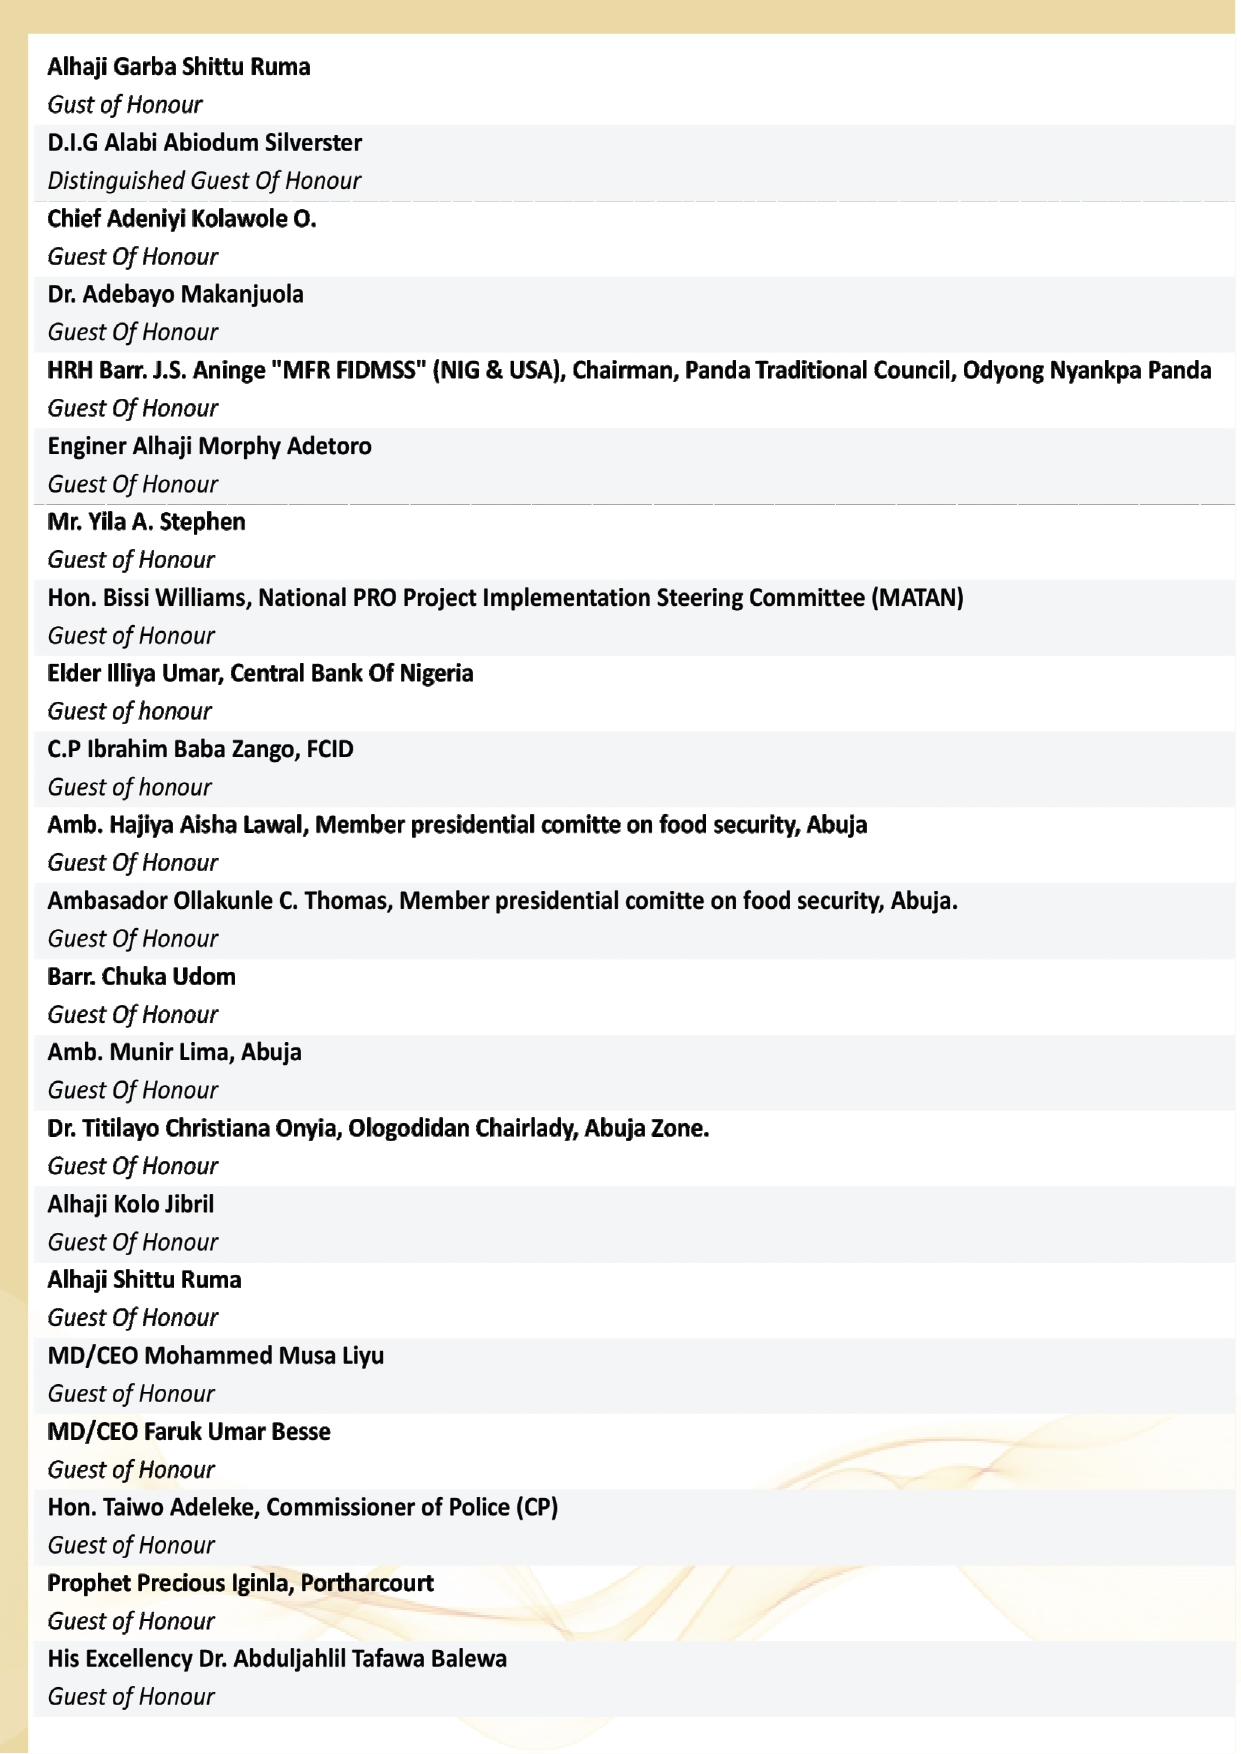 Alhaji Garba Shittu Ruma
Gust of Honour
D.I.G Alabi Abiodum Silverster
Distinguished Guest Of Honour
Chief Adeniyi Kolawole O.
Guest Of Honour
Dr. Adebayo Makanjuola
Guest Of Honour
HRH Barr. J.S. Aninge "MFR FIDMSS" (NIG & USA), Chairman, Panda Traditional Council, Odyong Nyankpa Panda
Guest Of Honour
Enginer Alhaji Morphy Adetoro
Guest Of Honour
Mr. Yila A. Stephen
Guest of Honour
Hon. Bissi Williams, National PRO Project Implementation Steering Committee (MATAN)
Guest of Honour
Elder Illiya Umar, Central Bank Of Nigeria
Guest of honour
C.P Ibrahim Baba Zango, FCID
Guest of honour
Amb. Hajiya Aisha Lawal, Member presidential comitte on food security, Abuja
Guest Of Honour
Ambasador Ollakunle C. Thomas, Member presidential comitte on food security, Abuja.
Guest Of Honour
Barr. Chuka Udom
Guest Of Honour
Amb. Munir Lima, Abuja
Guest Of Honour
Dr. Titilayo Christiana Onyia, Ologodidan Chairlady, Abuja Zone.
Guest Of Honour
Alhaji Kolo Jibril
Guest Of Honour
Alhaji Shittu Ruma
Guest Of Honour
MD/CEO Mohammed Musa Liyu
Guest of Honour
MD/CEO Faruk Umar Besse
Guest of Honour
Hon. Taiwo Adeleke, Commissioner of Police (CP)
Guest of Honour
Prophet Precious Iginla, Portharcourt
Guest of Honour
His Excellency Dr. Abduljahlil Tafawa Balewa
Guest of Honour